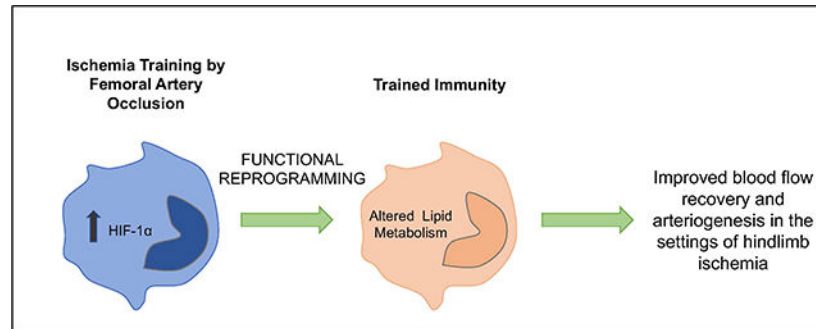 Ischemia Training by
Femoral Artery
Occlusion
HIF-1α
FUNCTIONAL
REPROGRAMMING
Trained Immunity
Altered Lipid
Metabolism
Improved blood flow
recovery and
arteriogenesis in the
settings of hindlimb
ischemia